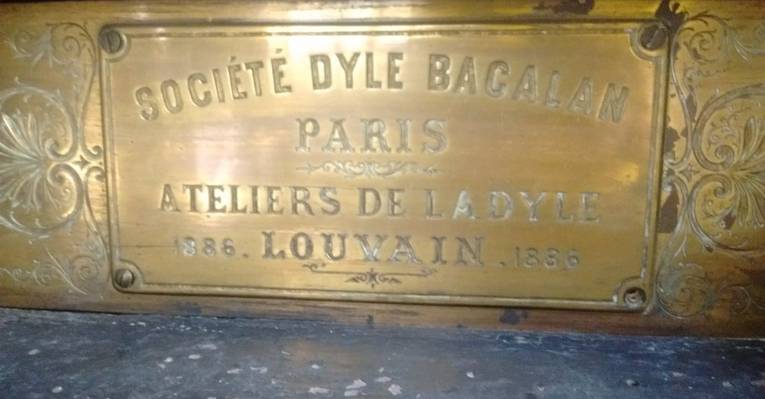 SOCIÉTÉ DYLE BACALAN
PARIS
ATELIERS DE LA DYLE
1886. LOUVAIN . 1886